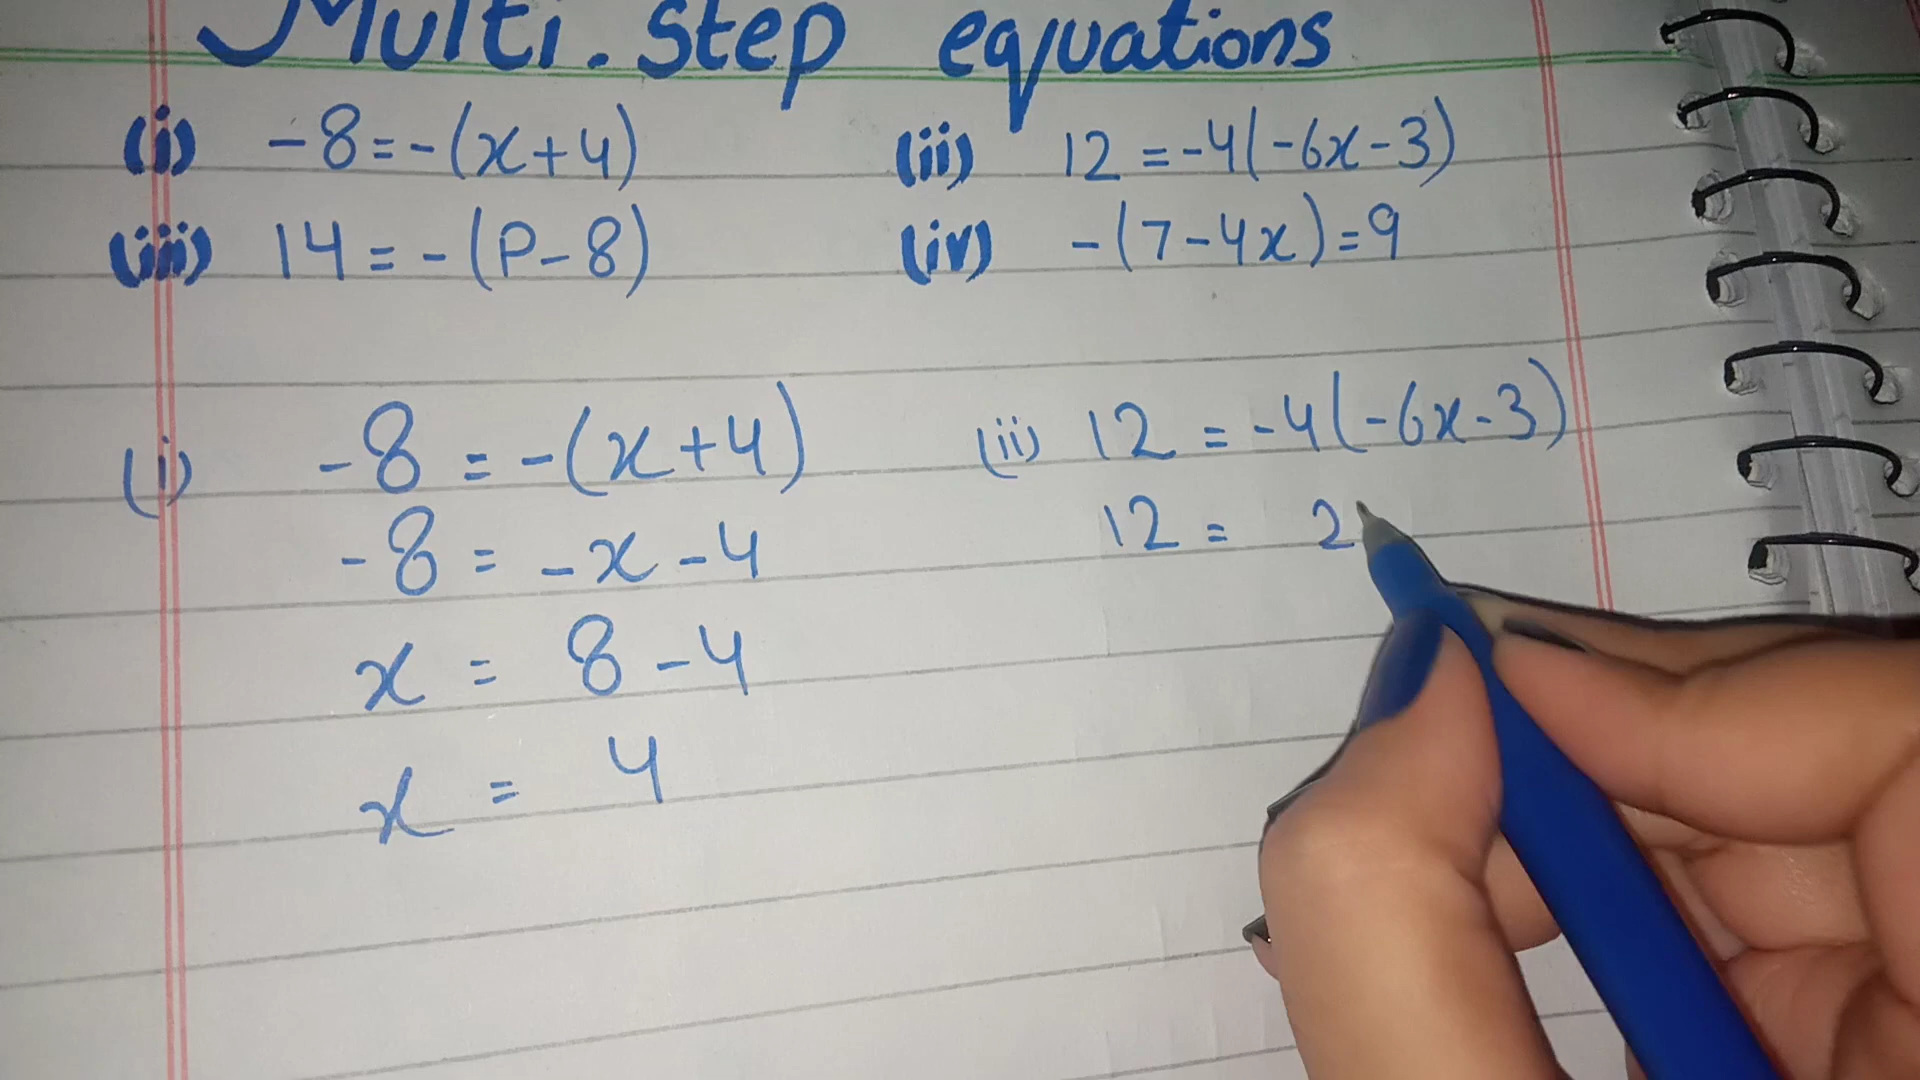 Multi-Step equations
(i) -8=-(x+4) (ii) 12=-4(-6x-3)
(iii) 14=-(P-8) (iv) -(7-4x)=9
(i) -8=-(x+4) (ii) 12=-4(-6x-3)
-8=-x-4 12= 2
x = 8-4
x = 4